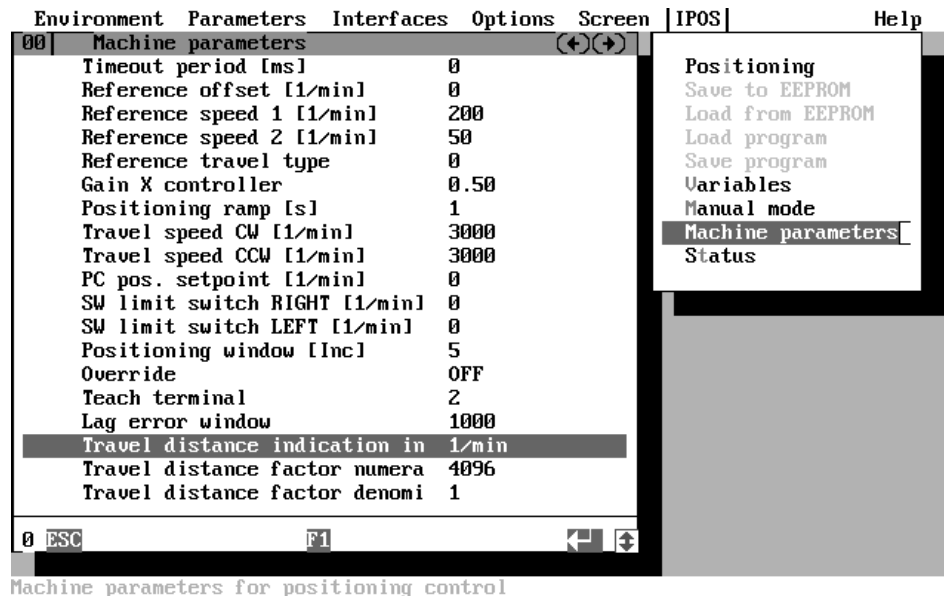 Environment Parameters Interfaces Options Screen IPOS Help
00 Machine parameters (←)(→)
Timeout period [ms] 0
Reference offset [1/min] 0
Reference speed 1 [1/min] 200
Reference speed 2 [1/min] 50
Reference travel type 0
Gain X controller 0.50
Positioning ramp [s] 1
Travel speed CW [1/min] 3000
Travel speed CCW [1/min] 3000
PC pos. setpoint [1/min] 0
SW limit switch RIGHT [1/min] 0
SW limit switch LEFT [1/min] 0
Positioning window [Inc] 5
Override OFF
Teach terminal 2
Lag error window 1000
Travel distance indication in 1/min
Travel distance factor numera 4096
Travel distance factor denomi 1
0 ESC F1
Positioning
Save to EEPROM
Load from EEPROM
Load program
Save program
Variables
Manual mode
Machine parameters
Status
Machine parameters for positioning control